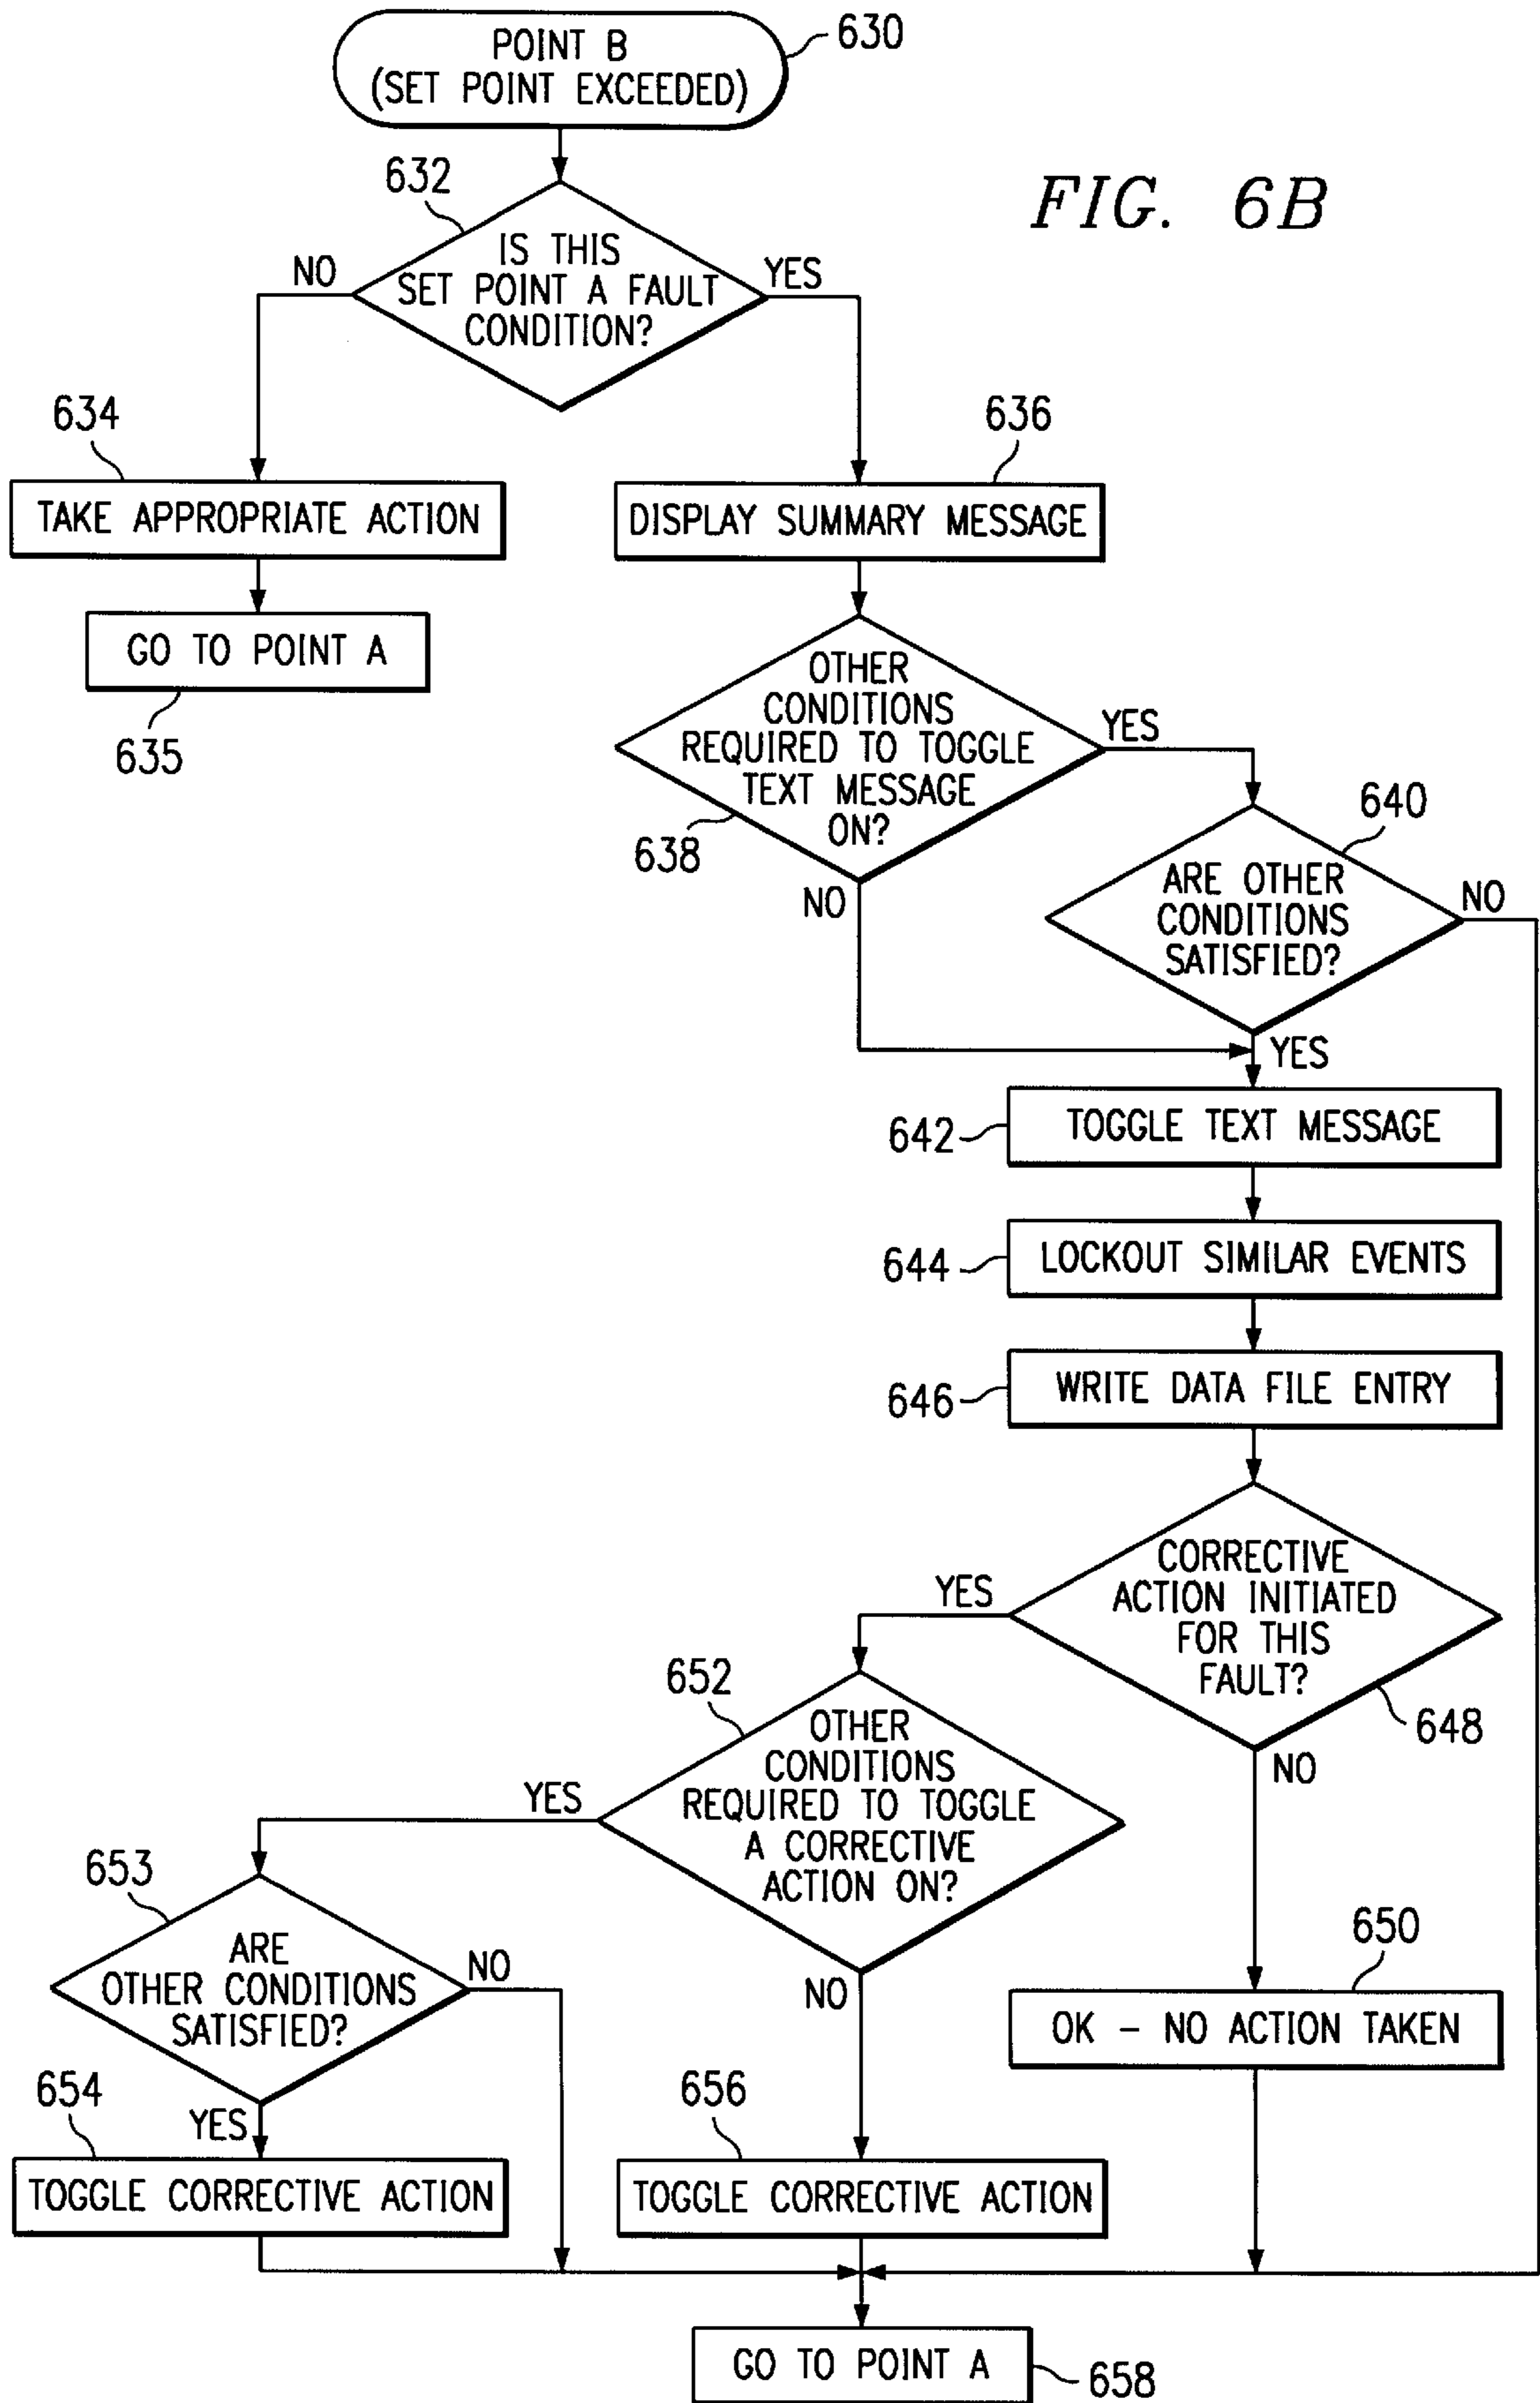 POINT B
(SET POINT EXCEEDED)
630
FIG. 6B
632
IS THIS
SET POINT A FAULT
CONDITION?
NO
YES
634
TAKE APPROPRIATE ACTION
636
DISPLAY SUMMARY MESSAGE
GO TO POINT A
635
OTHER
CONDITIONS
REQUIRED TO TOGGLE
TEXT MESSAGE
ON?
638
YES
NO
640
ARE OTHER
CONDITIONS
SATISFIED?
NO
YES
642
TOGGLE TEXT MESSAGE
644
LOCKOUT SIMILAR EVENTS
646
WRITE DATA FILE ENTRY
CORRECTIVE
ACTION INITIATED
FOR THIS
FAULT?
648
YES
NO
652
OTHER
CONDITIONS
REQUIRED TO TOGGLE
A CORRECTIVE
ACTION ON?
YES
NO
653
ARE
OTHER CONDITIONS
SATISFIED?
NO
YES
650
OK – NO ACTION TAKEN
654
TOGGLE CORRECTIVE ACTION
656
TOGGLE CORRECTIVE ACTION
GO TO POINT A
658